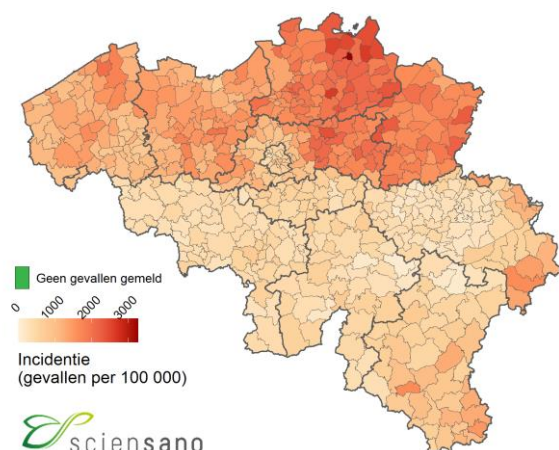 Geen gevallen gemeld
0 1000 2000 3000
Incidentie
(gevallen per 100 000)
sciensano